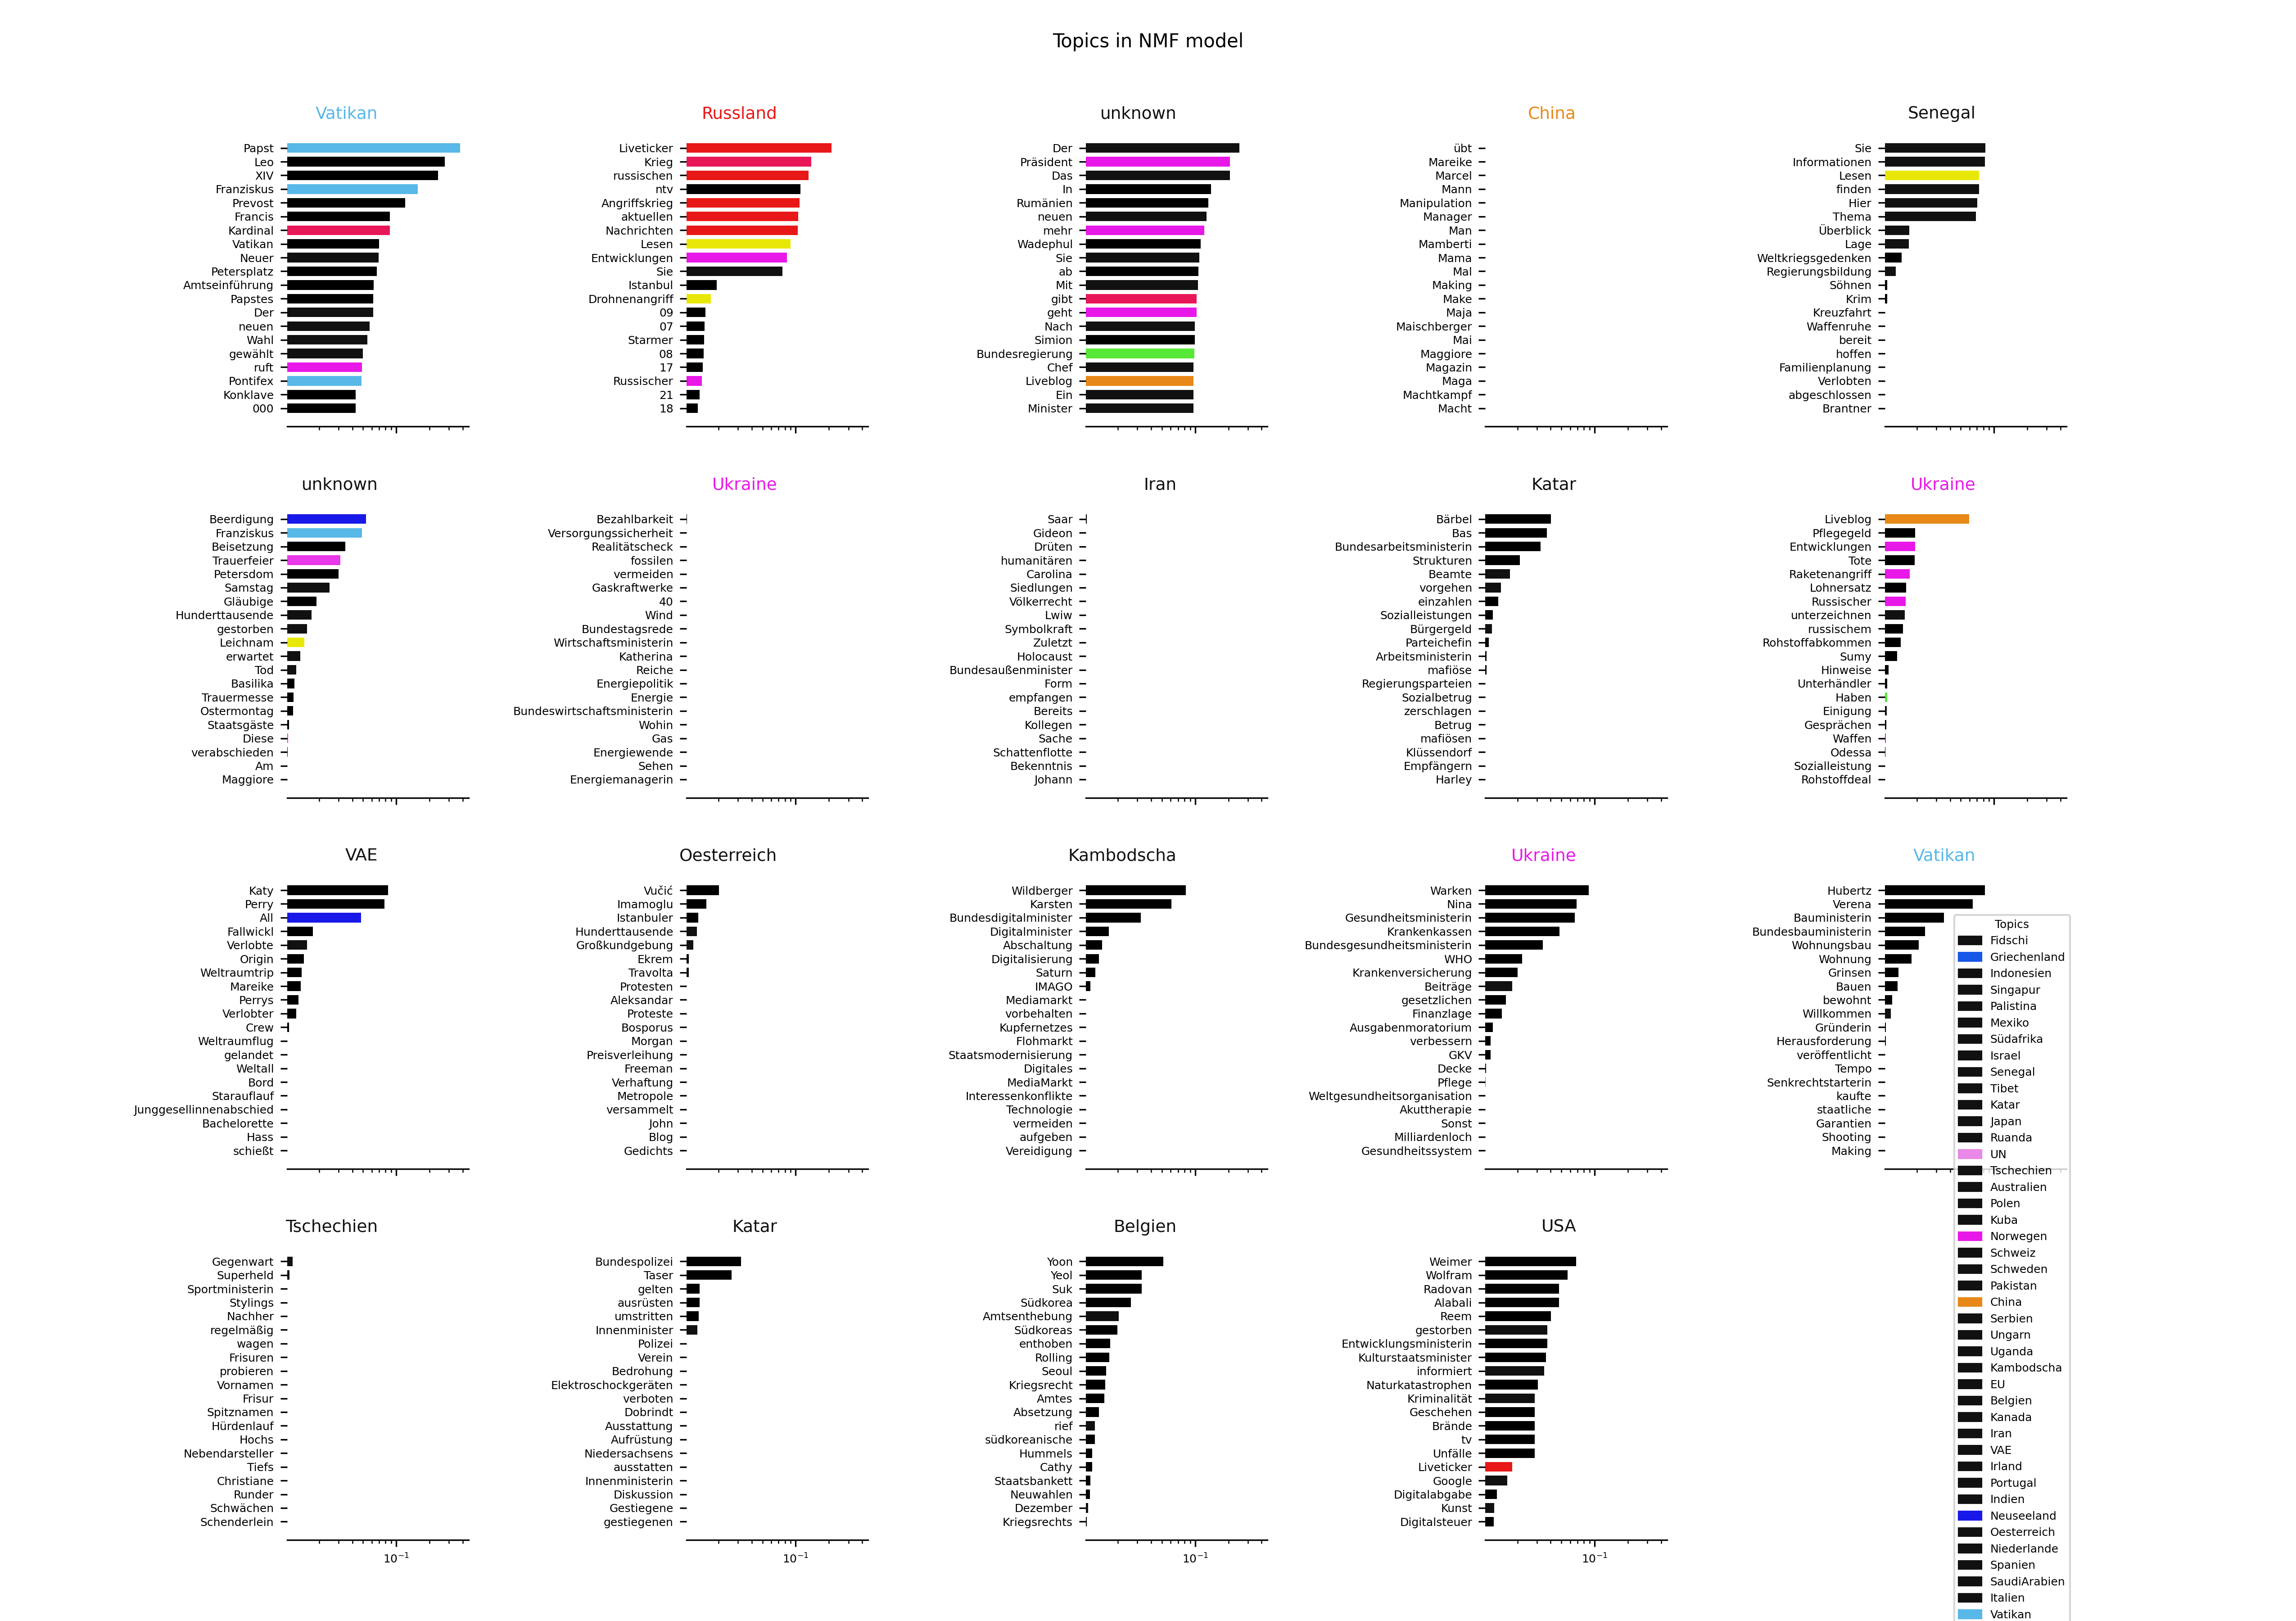 Topics in NMF model
Vatikan
Papst
Leo
XIV
Franziskus
Prevost
Francis
Kardinal
Vatikan
Neuer
Petersplatz
Amtseinführung
Papstes
Der
neuen
Wahl
gewählt
ruft
Pontifex
Konklave
000
Russland
Liveticker
Krieg
russischen
ntv
Angriffskrieg
aktuellen
Nachrichten
Lesen
Entwicklungen
Sie
Istanbul
Drohnenangriff
09
07
Starmer
08
17
Russischer
21
18
unknown
Der
Präsident
Das
In
Rumänien
neuen
mehr
Wadephul
Sie
ab
Mit
gibt
geht
Nach
Simion
Bundesregierung
Chef
Liveblog
Ein
Minister
China
übt
Mareike
Marcel
Mann
Manipulation
Manager
Man
Mamberti
Mama
Mal
Making
Make
Maja
Maischberger
Mai
Maggiore
Magazin
Maga
Machtkampf
Macht
Senegal
Sie
Informationen
Lesen
finden
Hier
Thema
Überblick
Lage
Weltkriegsgedenken
Regierungsbildung
Söhnen
Krim
Kreuzfahrt
Waffenruhe
bereit
hoffen
Familienplanung
Verlobten
abgeschlossen
Brantner
unknown
Beerdigung
Franziskus
Beisetzung
Trauerfeier
Petersdom
Samstag
Gläubige
Hunderttausende
gestorben
Leichnam
erwartet
Tod
Basilika
Trauermesse
Ostermontag
Staatsgäste
Diese
verabschieden
Am
Maggiore
Ukraine
Bezahlbarkeit
Versorgungssicherheit
Realitätscheck
fossilen
vermeiden
Gaskraftwerke
40
Wind
Bundestagsrede
Wirtschaftsministerin
Katherina
Reiche
Energiepolitik
Energie
Bundeswirtschaftsministerin
Wohin
Gas
Energiewende
Sehen
Energiemanagerin
Iran
Saar
Gideon
Drüten
humanitären
Carolina
Siedlungen
Völkerrecht
Lwiw
Symbolkraft
Zuletzt
Holocaust
Bundesaußenminister
Form
empfangen
Bereits
Kollegen
Sache
Schattenflotte
Bekenntnis
Johann
Katar
Bärbel
Bas
Bundesarbeitsministerin
Strukturen
Beamte
vorgehen
einzahlen
Sozialleistungen
Bürgergeld
Parteichefin
Arbeitsministerin
mafiöse
Regierungsparteien
Sozialbetrug
zerschlagen
Betrug
mafiösen
Klüssendorf
Empfängern
Harley
Ukraine
Liveblog
Pflegegeld
Entwicklungen
Tote
Raketenangriff
Lohnersatz
Russischer
unterzeichnen
russischem
Rohstoffabkommen
Sumy
Hinweise
Unterhändler
Haben
Einigung
Gesprächen
Waffen
Odessa
Sozialleistung
Rohstoffdeal
VAE
Katy
Perry
All
Fallwickl
Verlobte
Origin
Weltraumtrip
Mareike
Perrys
Verlobter
Crew
Weltraumflug
gelandet
Weltall
Bord
Starauflauf
Junggesellinnenabschied
Bachelorette
Hass
schießt
Oesterreich
Vučić
Imamoglu
Istanbuler
Hunderttausende
Großkundgebung
Ekrem
Travolta
Protesten
Aleksandar
Proteste
Bosporus
Morgan
Preisverleihung
Freeman
Verhaftung
Metropole
versammelt
John
Blog
Gedichts
Kambodscha
Wildberger
Karsten
Bundesdigitalminister
Digitalminister
Abschaltung
Digitalisierung
Saturn
IMAGO
Mediamarkt
vorbehalten
Kupfernetzes
Flohmarkt
Staatsmodernisierung
Digitales
MediaMarkt
Interessenkonflikte
Technologie
vermeiden
aufgeben
Vereidigung
Ukraine
Warken
Nina
Gesundheitsministerin
Krankenkassen
Bundesgesundheitsministerin
WHO
Krankenversicherung
Beiträge
gesetzlichen
Finanzlage
Ausgabenmoratorium
verbessern
GKV
Decke
Pflege
Weltgesundheitsorganisation
Akuttherapie
Sonst
Milliardenloch
Gesundheitssystem
Vatikan
Hubertz
Verena
Bauministerin
Bundesbauministerin
Wohnungsbau
Wohnung
Grinsen
Bauen
bewohnt
Willkommen
Gründerin
Herausforderung
veröffentlicht
Tempo
Senkrechtstarterin
kaufte
staatliche
Garantien
Shooting
Making
Tschechien
Gegenwart
Superheld
Sportministerin
Stylings
Nachher
regelmäßig
wagen
Frisuren
probieren
Vornamen
Frisur
Spitznamen
Hürdenlauf
Hochs
Nebendarsteller
Tiefs
Christiane
Runder
Schwächen
Schenderlein
10⁻¹
Katar
Bundespolizei
Taser
gelten
ausrüsten
umstritten
Innenminister
Polizei
Verein
Bedrohung
Elektroschockgeräten
verboten
Dobrindt
Ausstattung
Aufrüstung
Niedersachsens
ausstatten
Innenministerin
Diskussion
Gestiegene
gestiegenen
10⁻¹
Belgien
Yoon
Yeol
Suk
Südkorea
Amtsenthebung
Südkoreas
enthoben
Rolling
Seoul
Kriegsrecht
Amtes
Absetzung
rief
südkoreanische
Hummels
Cathy
Staatsbankett
Neuwahlen
Dezember
Kriegsrechts
10⁻¹
USA
Weimer
Wolfram
Radovan
Alabali
Reem
gestorben
Entwicklungsministerin
Kulturstaatsminister
informiert
Naturkatastrophen
Kriminalität
Geschehen
Brände
tv
Unfälle
Liveticker
Google
Digitalabgabe
Kunst
Digitalsteuer
10⁻¹
Topics
Fidschi
Griechenland
Indonesien
Singapur
Palistina
Mexiko
Südafrika
Israel
Senegal
Tibet
Katar
Japan
Ruanda
UN
Tschechien
Australien
Polen
Kuba
Norwegen
Schweiz
Schweden
Pakistan
China
Serbien
Ungarn
Uganda
Kambodscha
EU
Belgien
Kanada
Iran
VAE
Irland
Portugal
Indien
Neuseeland
Oesterreich
Niederlande
Spanien
SaudiArabien
Italien
Vatikan